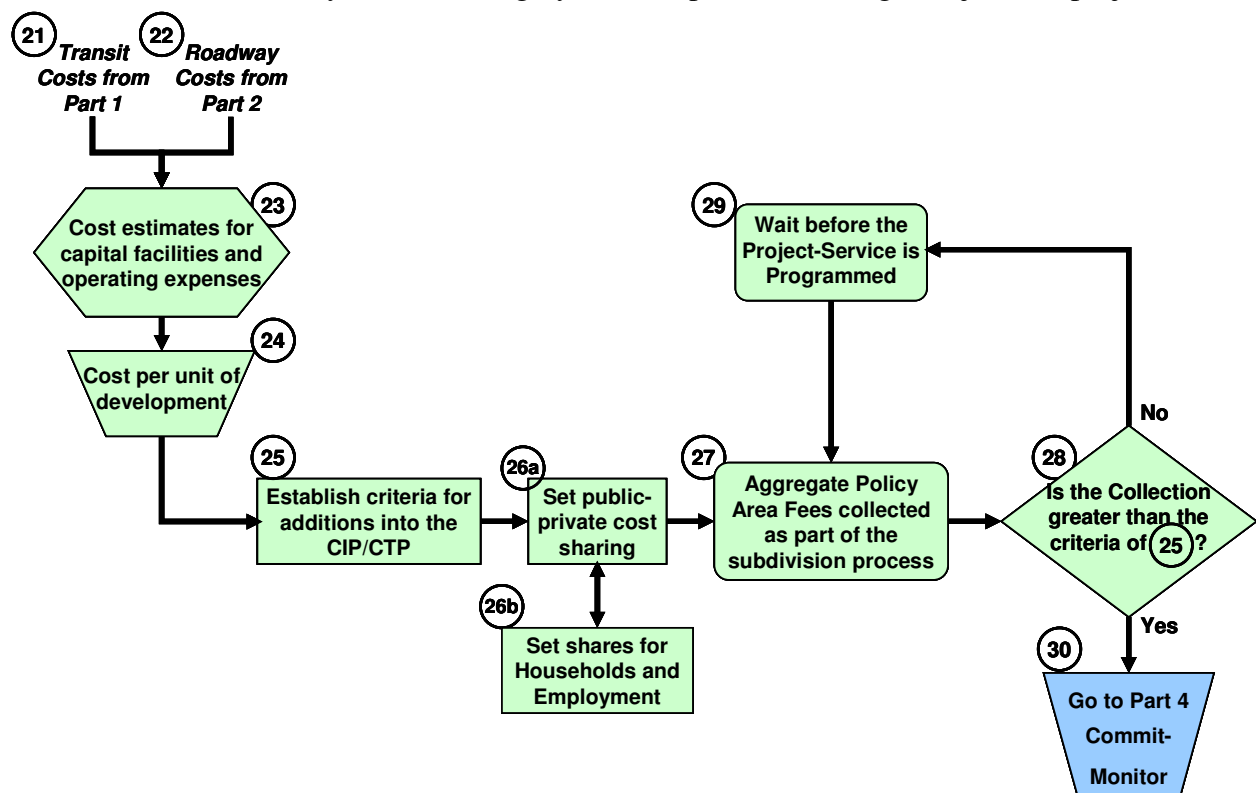 21
Transit
Costs from
Part 1
22
Roadway
Costs from
Part 2
23
Cost estimates for
capital facilities and
operating expenses
24
Cost per unit of
development
25
Establish criteria for
additions into the
CIP/CTP
26a
Set public-
private cost
sharing
26b
Set shares for
Households and
Employment
27
Aggregate Policy
Area Fees collected
as part of the
subdivision process
28
Is the Collection
greater than the
criteria of 25 ?
No
29
Wait before the
Project-Service is
Programmed
Yes
30
Go to Part 4
Commit-
Monitor